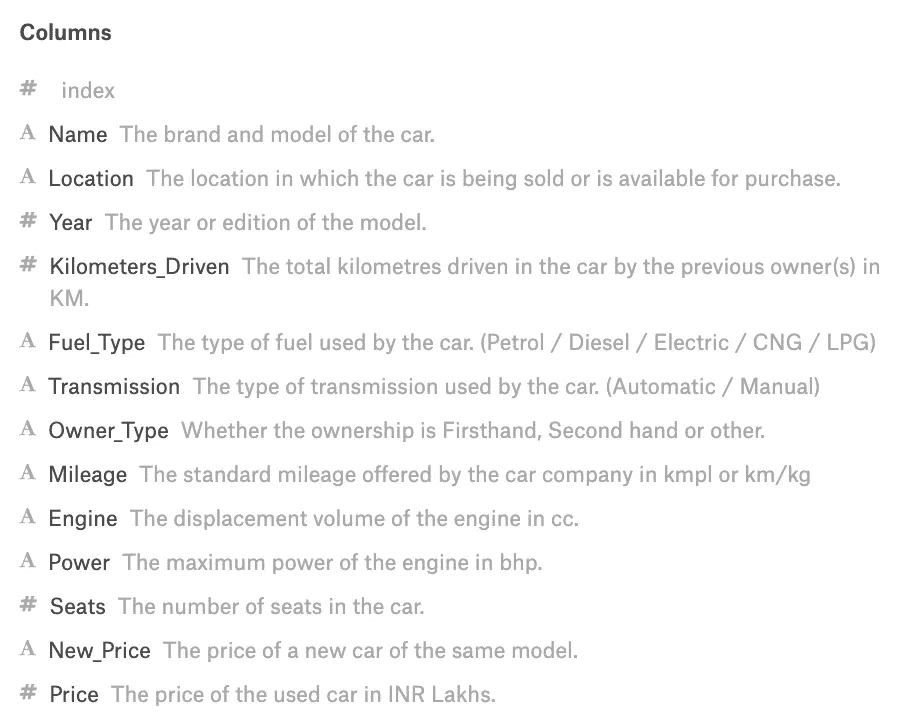 Columns
# index
A Name The brand and model of the car.
A Location The location in which the car is being sold or is available for purchase.
# Year The year or edition of the model.
# Kilometers_Driven The total kilometres driven in the car by the previous owner(s) in
KM.
A Fuel_Type The type of fuel used by the car. (Petrol / Diesel / Electric / CNG / LPG)
A Transmission The type of transmission used by the car. (Automatic / Manual)
A Owner_Type Whether the ownership is Firsthand, Second hand or other.
A Mileage The standard mileage offered by the car company in kmpl or km/kg
A Engine The displacement volume of the engine in cc.
A Power The maximum power of the engine in bhp.
# Seats The number of seats in the car.
A New_Price The price of a new car of the same model.
# Price The price of the used car in INR Lakhs.